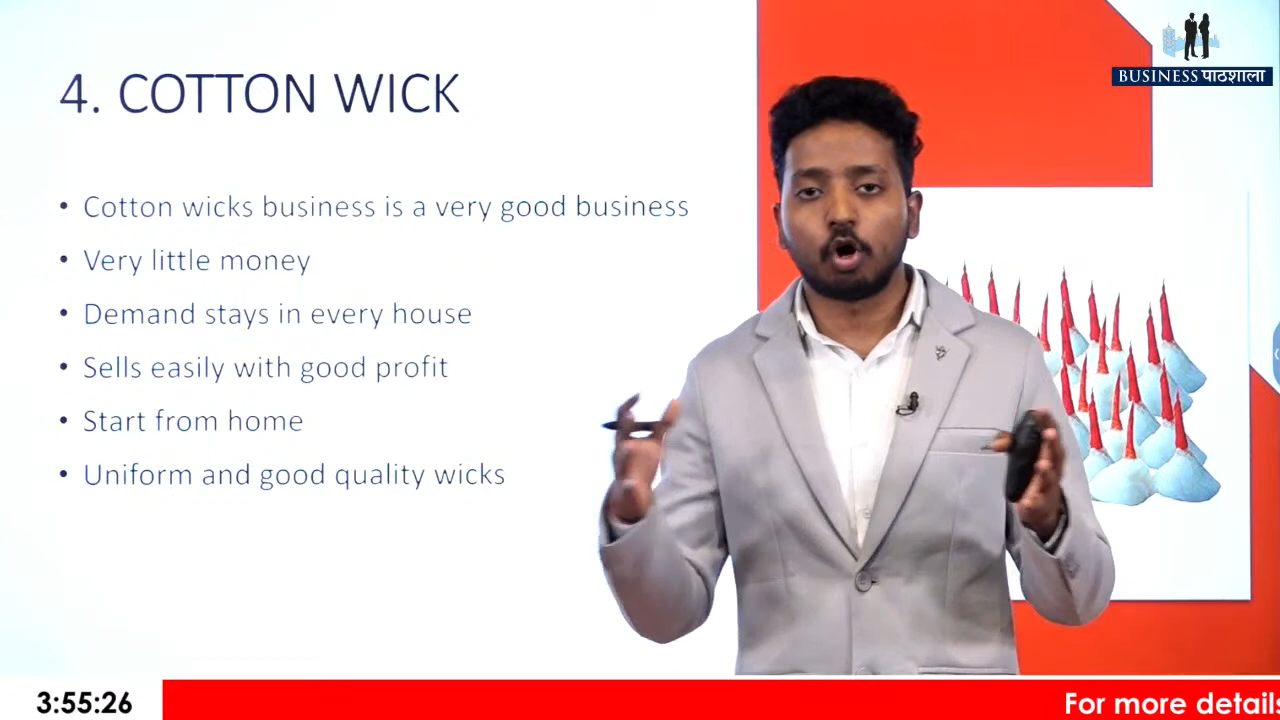 BUSINESS पाठशाला
4. COTTON WICK
• Cotton wicks business is a very good business
• Very little money
• Demand stays in every house
• Sells easily with good profit
• Start from home
• Uniform and good quality wicks
3:55:26
For more details